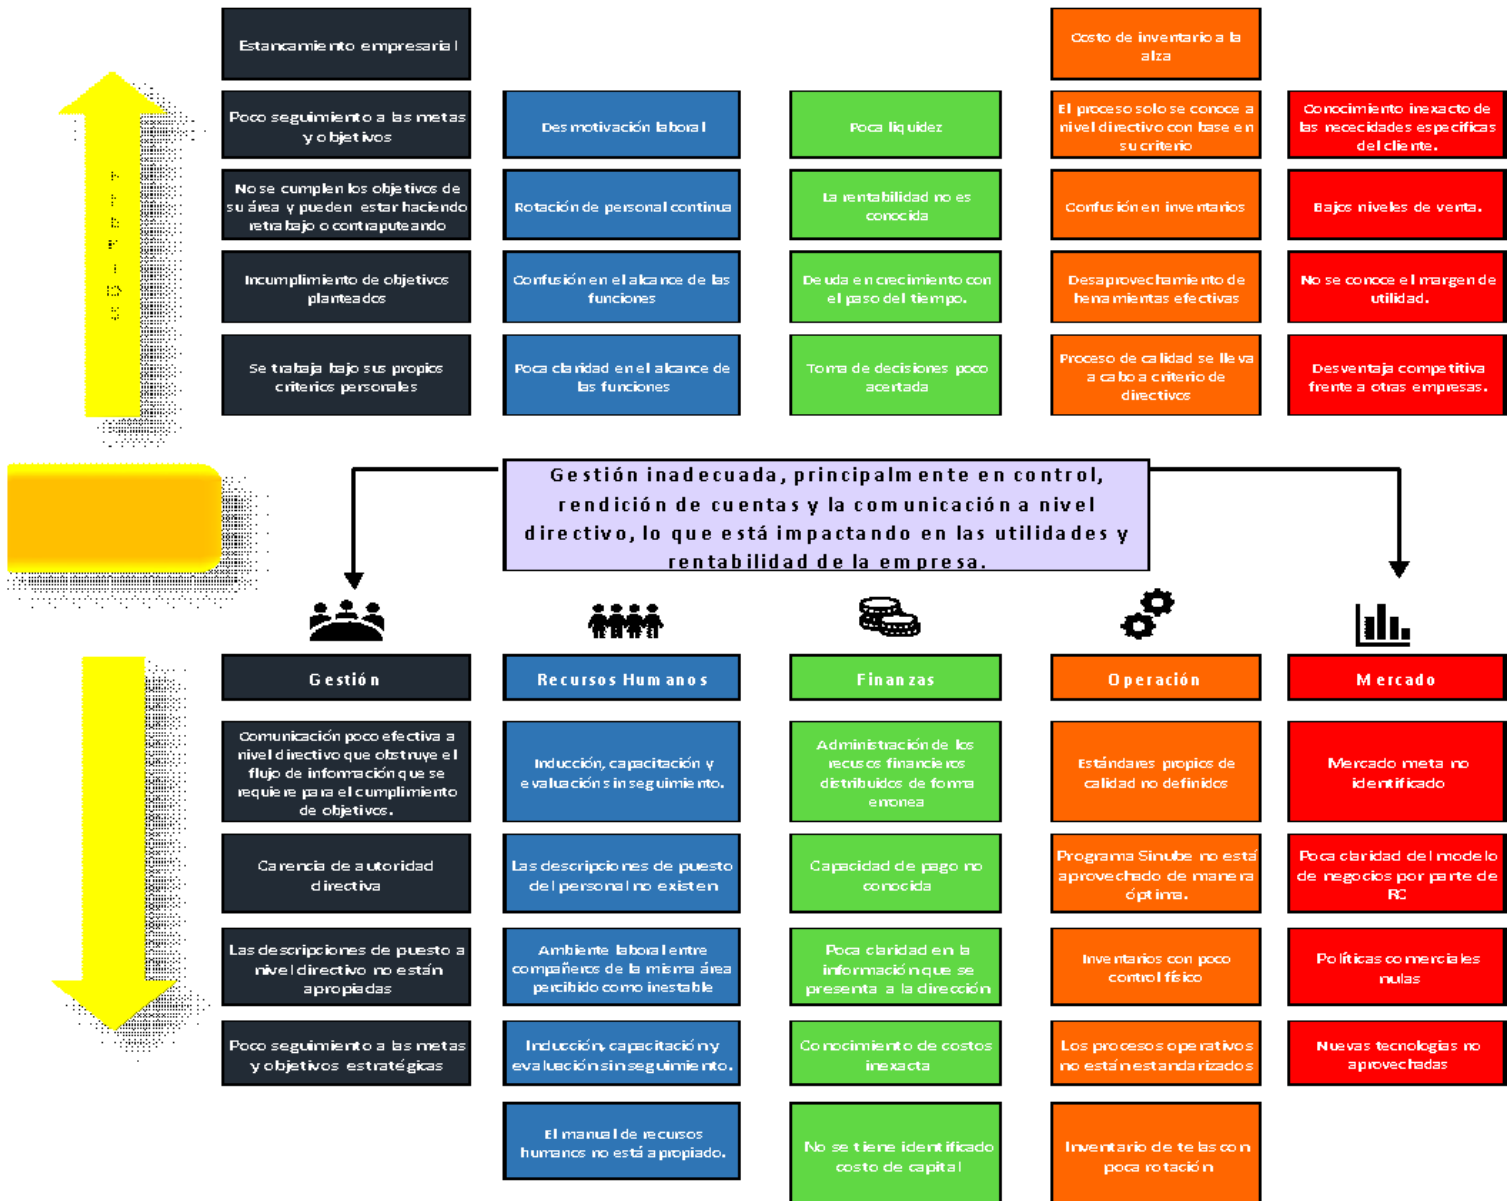 Estancamiento empresarial
Costo de inventario a la
alza
Poco seguimiento a las metas
y objetivos
Desmotivación laboral
Poca liquidez
El proceso solo se conoce a
nivel directivo con base en
su criterio
Conocimiento inexacto de
las nececidades especificas
del cliente.
No se cumplen los objetivos de
su área y pueden estar haciendo
retrabajo o contraputeando
Rotación de personal continua
La rentabilidad no es
conocida
Confusión en inventarios
Bajos niveles de venta.
Incumplimiento de objetivos
planteados
Confusión en el alcance de las
funciones
Deuda en crecimiento con
el paso del tiempo.
Desaprovechamiento de
herramientas efectivas
No se conoce el margen de
utilidad.
Se trabaja bajo sus propios
criterios personales
Poca claridad en el alcance de
las funciones
Toma de decisiones poco
acertada
Proceso de calidad se lleva
a cabo a criterio de
directivos
Desventaja competitiva
frente a otras empresas.
Gestión inadecuada, principalmente en control,
rendición de cuentas y la comunicación a nivel
directivo, lo que está impactando en las utilidades y
rentabilidad de la empresa.
Gestión
Recursos Humanos
Finanzas
Operación
Mercado
Comunicación poco efectiva a
nivel directivo que obstruye el
flujo de información que se
requiere para el cumplimiento
de objetivos.
Inducción, capacitación y
evaluación sin seguimiento.
Administración de los
recusos financieros
distribuidos de forma
erronea
Estándares propios de
calidad no definidos
Mercado meta no
identificado
Carencia de autoridad
directiva
Las descripciones de puesto
del personal no existen
Capacidad de pago no
conocida
Programa Sinube no está
aprovechado de manera
óptima.
Poca claridad del modelo
de negocios por parte de
RC
Las descripciones de puesto a
nivel directivo no están
apropiadas
Ambiente laboral entre
compañeros de la misma área
percibido como inestable
Poca claridad en la
información que se
presenta a la dirección
Inventarios con poco
control físico
Políticas comerciales
nulas
Poco seguimiento a las metas
y objetivos estratégicas
Inducción, capacitación y
evaluación sin seguimiento.
Conocimiento de costos
inexacta
Los procesos operativos
no están estandarizados
Nuevas tecnologias no
aprovechadas
El manual de recursos
humanos no está apropiado.
No se tiene identificado
costo de capital
Inventario de telas con
poca rotación